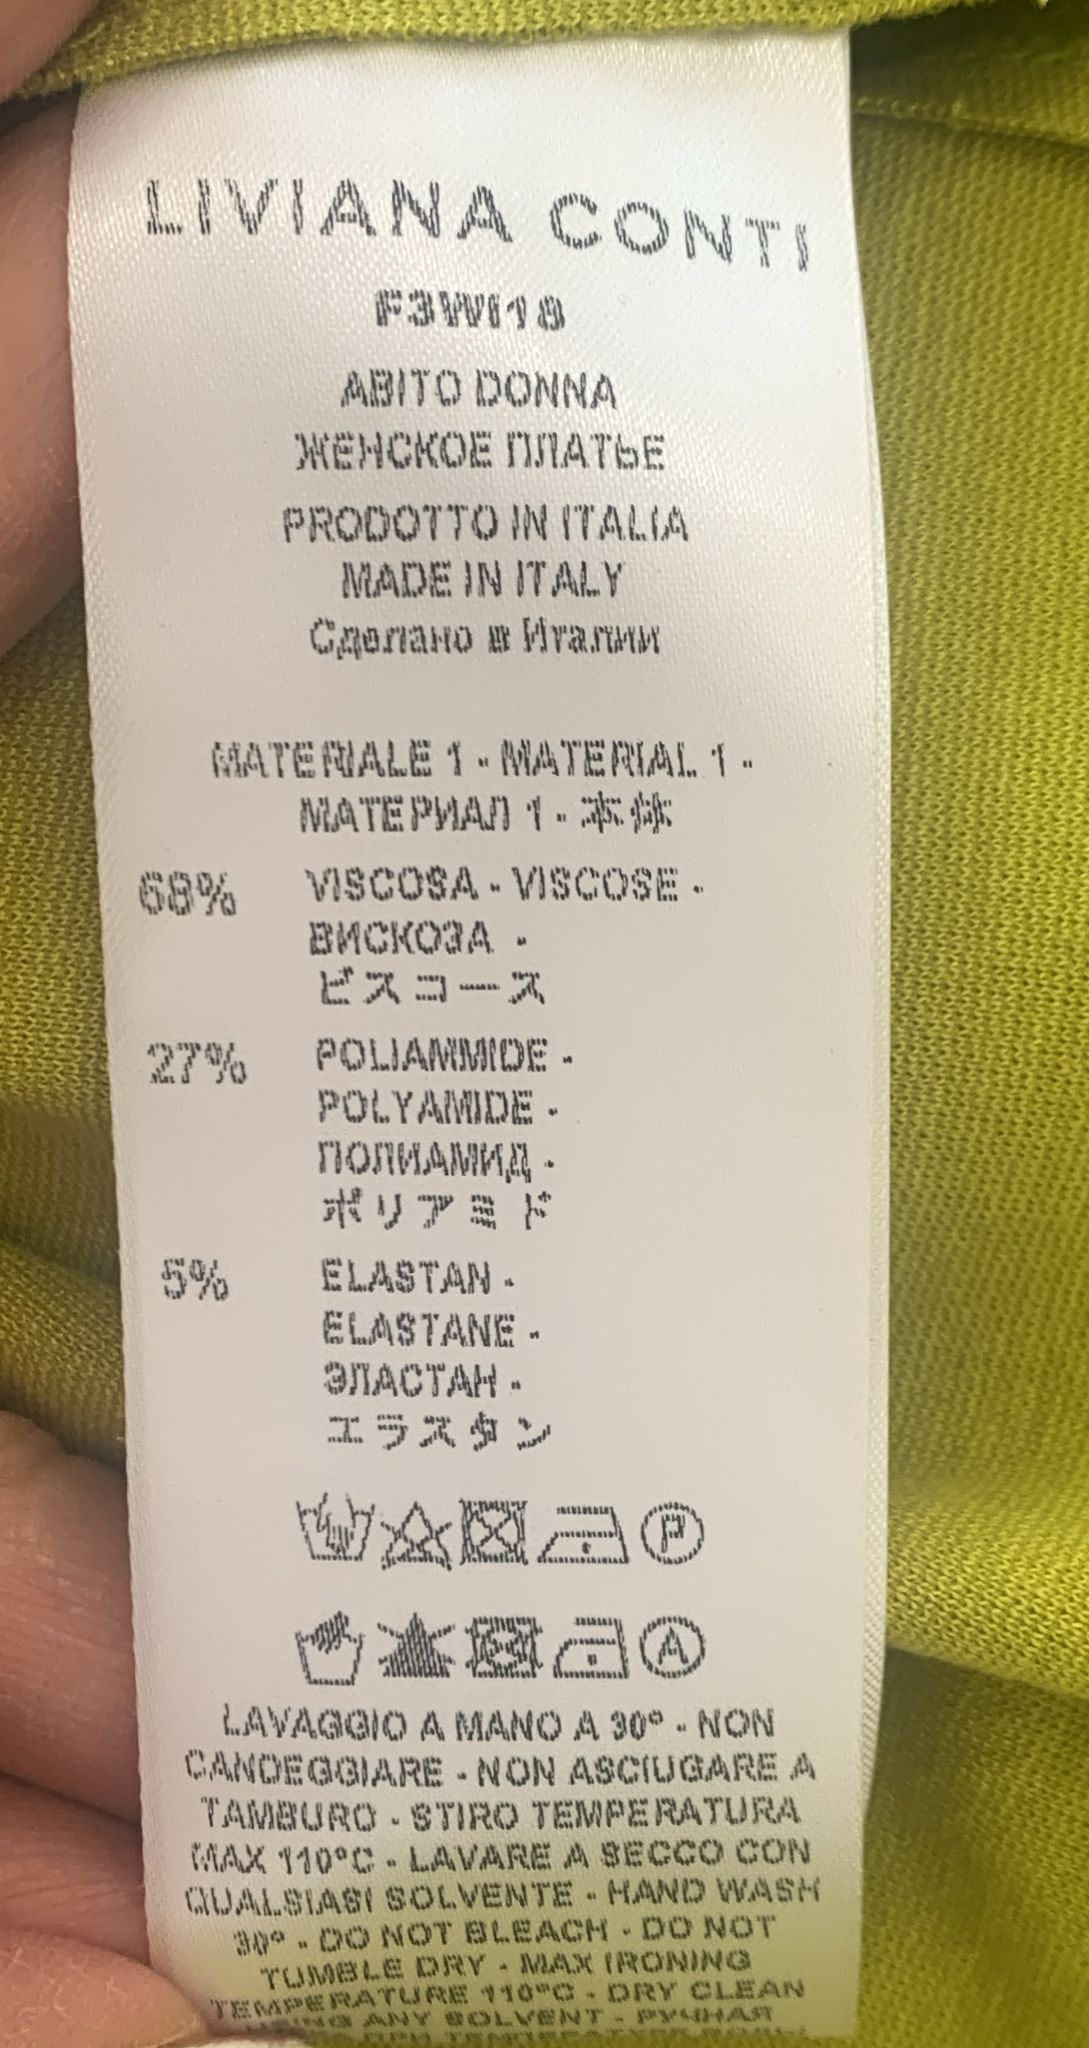 LIVIANA CONTI
F3WI18
ABITO DONNA
ЖЕНСКОЕ ПЛАТЬЕ
PRODOTTO IN ITALIA
MADE IN ITALY
Сделано в Италии
MATERIALE 1 - MATERIAL 1 -
МАТЕРИАЛ 1 - 本体
68% VISCOSA - VISCOSE -
ВИСКОЗА -
ビスコース
27% POLIAMMIDE -
POLYAMIDE -
ПОЛИАМИД -
ポリアミド
5% ELASTAN -
ELASTANE -
ЭЛАСТАН -
エラスタン
P
A
LAVAGGIO A MANO A 30° - NON
CANDEGGIARE - NON ASCIUGARE A
TAMBURO - STIRO TEMPERATURA
MAX 110°C - LAVARE A SECCO CON
QUALSIASI SOLVENTE - HAND WASH
30° - DO NOT BLEACH - DO NOT
TUMBLE DRY - MAX IRONING
TEMPERATURE 110°C - DRY CLEAN
USING ANY SOLVENT - РУЧНАЯ